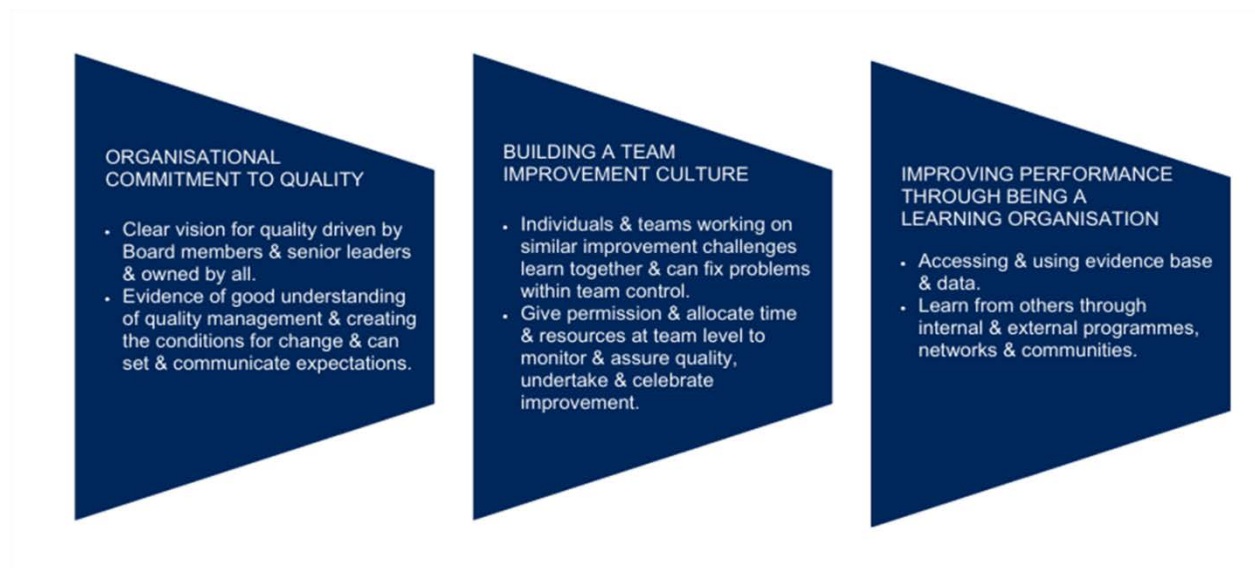 ORGANISATIONAL
COMMITMENT TO QUALITY
• Clear vision for quality driven by
Board members & senior leaders
& owned by all.
• Evidence of good understanding
of quality management & creating
the conditions for change & can
set & communicate expectations.
BUILDING A TEAM
IMPROVEMENT CULTURE
• Individuals & teams working on
similar improvement challenges
learn together & can fix problems
within team control.
• Give permission & allocate time
& resources at team level to
monitor & assure quality,
undertake & celebrate
improvement.
IMPROVING PERFORMANCE
THROUGH BEING A
LEARNING ORGANISATION
• Accessing & using evidence base
& data.
• Learn from others through
internal & external programmes,
networks & communities.